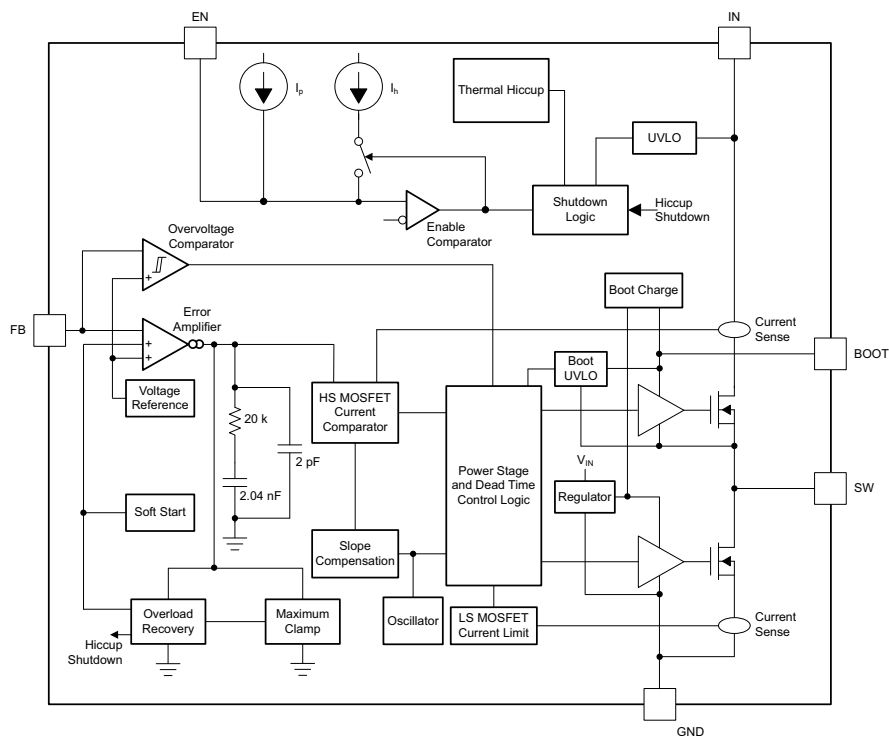 EN
IN
Ip
Ih
Thermal Hiccup
UVLO
Shutdown
Logic
Hiccup
Shutdown
Enable
Comparator
Overvoltage
Comparator
+
Boot Charge
FB
Error
Amplifier
+
+
Current
Sense
BOOT
Voltage
Reference
20 k
2 pF
2.04 nF
HS MOSFET
Current
Comparator
Boot
UVLO
Power Stage
and Dead Time
Control Logic
VIN
Regulator
SW
Soft Start
Slope
Compensation
Overload
Recovery
Maximum
Clamp
Oscillator
LS MOSFET
Current Limit
Current
Sense
Hiccup
Shutdown
GND